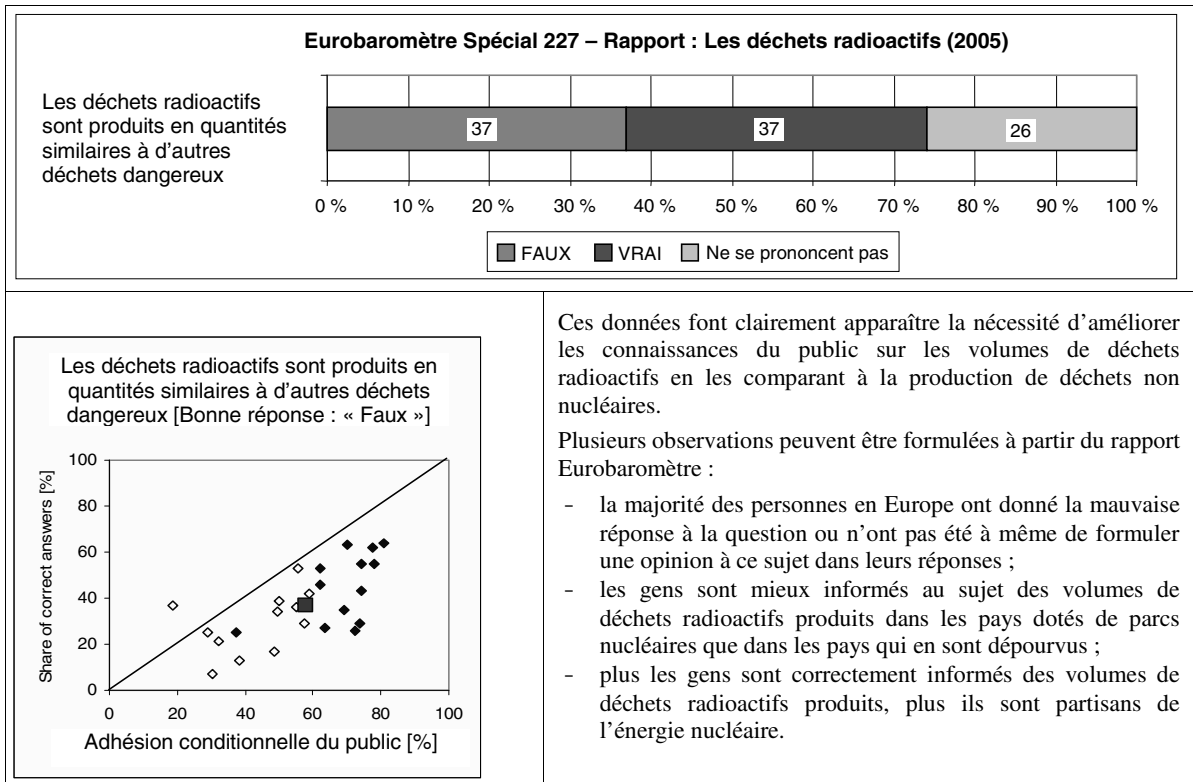 Eurobaromètre Spécial 227 – Rapport : Les déchets radioactifs (2005)
Les déchets radioactifs
sont produits en quantités
similaires à d'autres
déchets dangereux
37
37
26
0 %
10 %
20 %
30 %
40 %
50 %
60 %
70 %
80 %
90 %
100 %
FAUX
VRAI
Ne se prononcent pas
Les déchets radioactifs sont produits en
quantités similaires à d'autres déchets
dangereux [Bonne réponse : « Faux »]
Share of correct answers [%]
100
80
60
40
20
0
0
20
40
60
80
100
Adhésion conditionnelle du public [%]
Ces données font clairement apparaître la nécessité d'améliorer
les connaissances du public sur les volumes de déchets
radioactifs en les comparant à la production de déchets non
nucléaires.
Plusieurs observations peuvent être formulées à partir du rapport
Eurobaromètre :
- la majorité des personnes en Europe ont donné la mauvaise
réponse à la question ou n'ont pas été à même de formuler
une opinion à ce sujet dans leurs réponses ;
- les gens sont mieux informés au sujet des volumes de
déchets radioactifs produits dans les pays dotés de parcs
nucléaires que dans les pays qui en sont dépourvus ;
- plus les gens sont correctement informés des volumes de
déchets radioactifs produits, plus ils sont partisans de
l'énergie nucléaire.